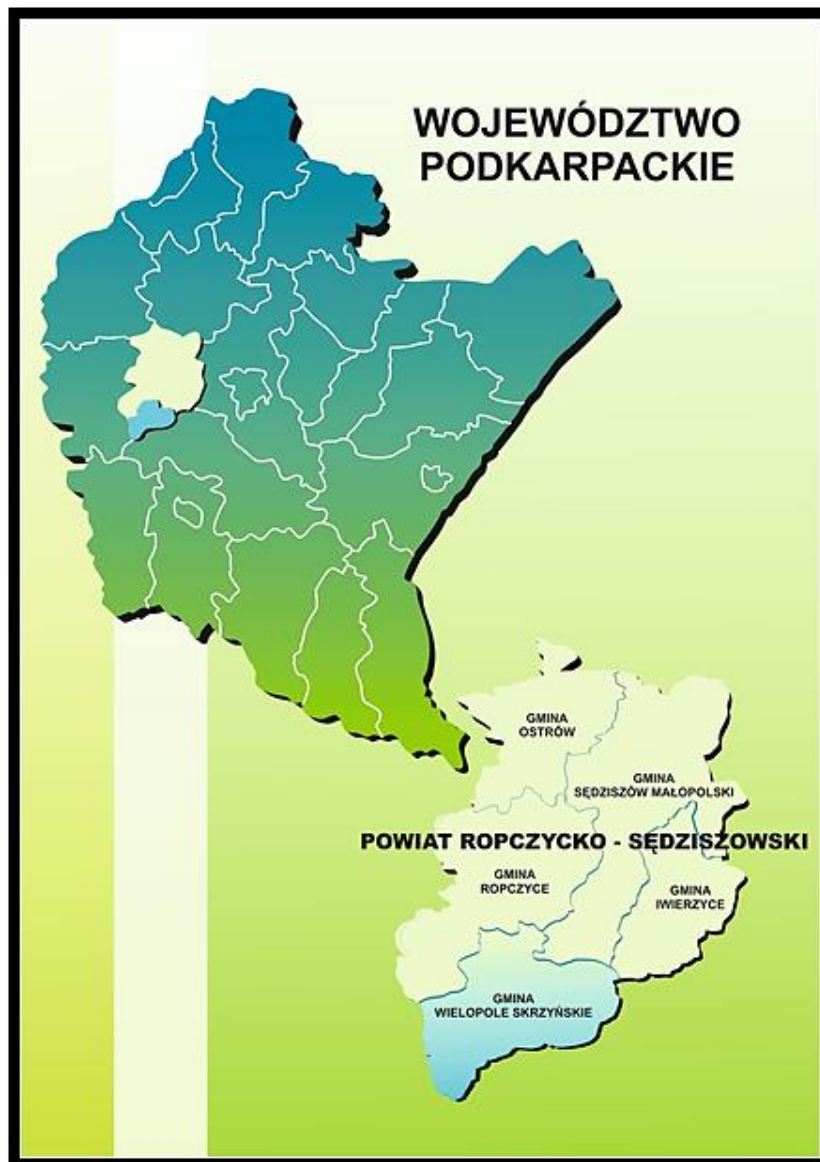 WOJEWÓDZTWO
PODKARPACKIE
GMINA
OSTRÓW
GMINA
SĘDZISZÓW MAŁOPOLSKI
POWIAT ROPCZYCKO - SĘDZISZOWSKI
GMINA
ROPCZYCE
GMINA
IWIERZYCE
GMINA
WIELOPOLE SKRZYŃSKIE